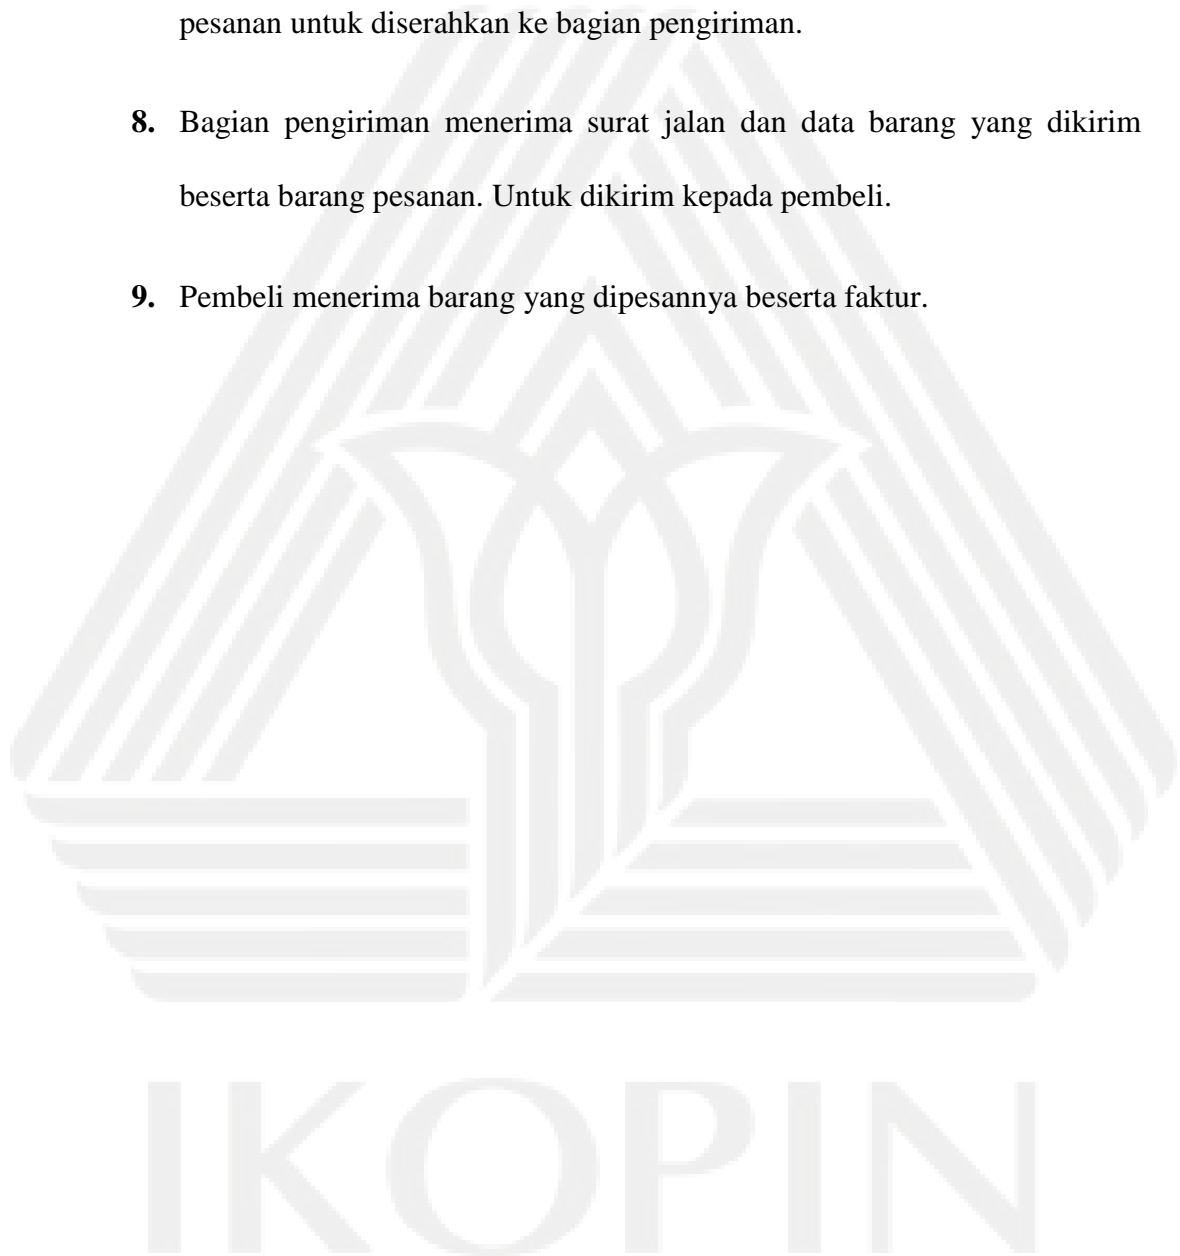 pesanan untuk diserahkan ke bagian pengiriman.
8. Bagian pengiriman menerima surat jalan dan data barang yang dikirim
beserta barang pesanan. Untuk dikirim kepada pembeli.
9. Pembeli menerima barang yang dipesannya beserta faktur.
IKOPIN